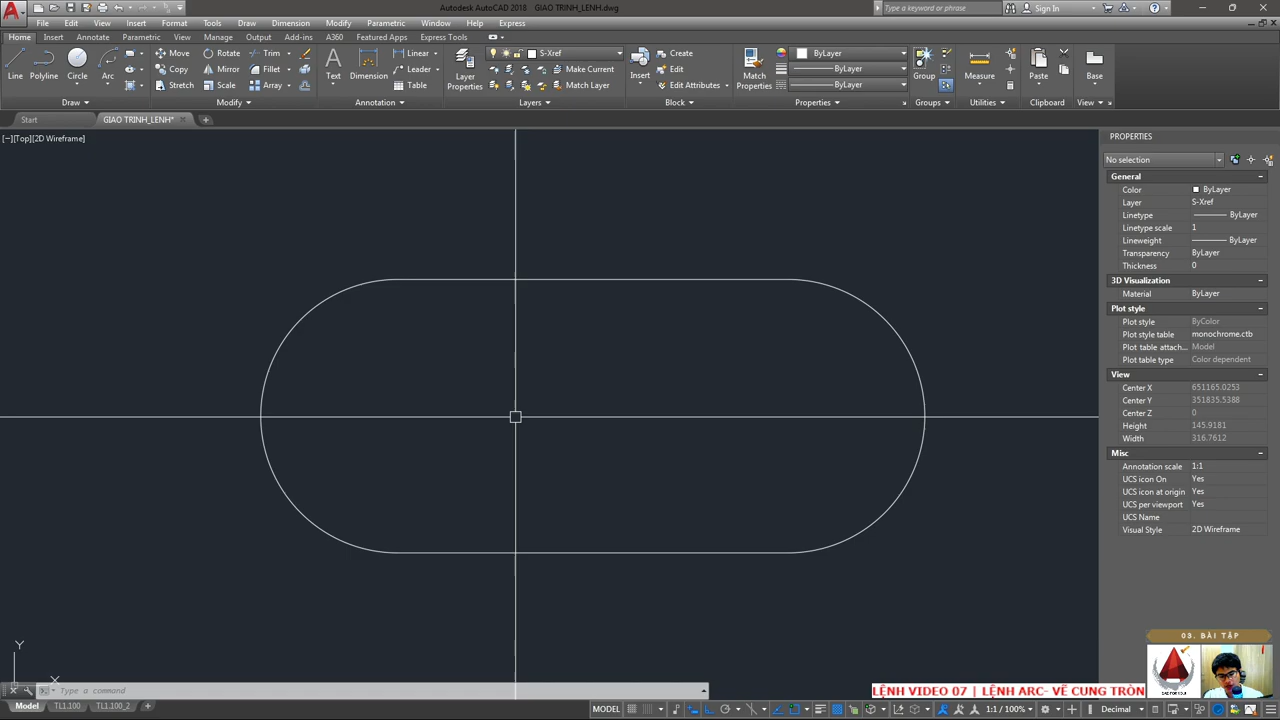 Autodesk AutoCAD 2018 GIAO TRINH_LENH.dwg
Type a keyword or phrase
Sign In
File Edit View Insert Format Tools Draw Dimension Modify Parametric Window Help Express
Home Insert Annotate Parametric View Manage Output Add-ins A360 Featured Apps Express Tools
Line Polyline Circle Arc
Move Rotate Trim
Copy Mirror Fillet
Stretch Scale Array
Text Dimension
Linear
Leader
Table
Layer Properties
S-Xref
Make Current
Match Layer
Insert
Create
Edit
Edit Attributes
Match Properties
ByLayer
ByLayer
ByLayer
Group
Measure
Paste
Base
Draw Modify Annotation Layers Block Properties Groups Utilities Clipboard View
Start GIAO TRINH_LENH*
[−][Top][2D Wireframe]
PROPERTIES
No selection
General
Color ByLayer
Layer S-Xref
Linetype ByLayer
Linetype scale 1
Lineweight ByLayer
Transparency ByLayer
Thickness 0
3D Visualization
Material ByLayer
Plot style
Plot style ByColor
Plot style table monochrome.ctb
Plot table attach... Model
Plot table type Color dependent
View
Center X 651165.0253
Center Y 351835.5388
Center Z 0
Height 145.9181
Width 316.7612
Misc
Annotation scale 1:1
UCS icon On Yes
UCS icon at origin Yes
UCS per viewport Yes
UCS Name
Visual Style 2D Wireframe
Y
X
03. BÀI TẬP
Type a command
LỆNH VIDEO 07 | LỆNH ARC- VẼ CUNG TRÒN
Model TL1.100 TL1.100_2
MODEL 1:1 / 100% Decimal